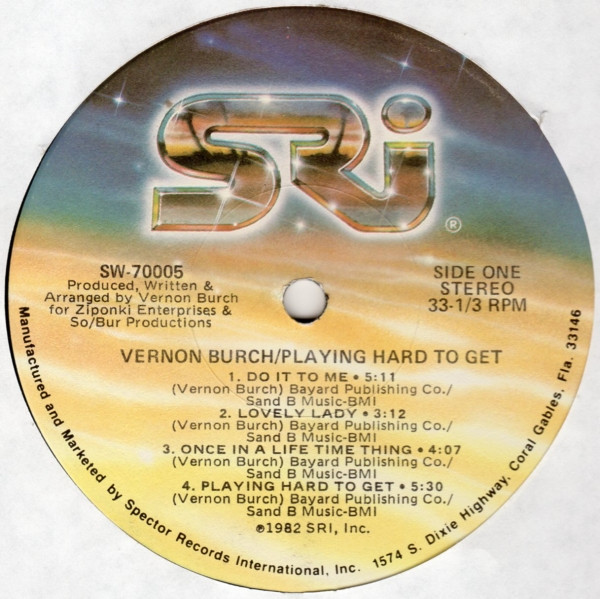 SRi
®
SW-70005
Produced, Written &
Arranged by Vernon Burch
for Ziponki Enterprises &
So/Bur Productions
SIDE ONE
STEREO
33-1/3 RPM
VERNON BURCH/PLAYING HARD TO GET
1. DO IT TO ME • 5:11
(Vernon Burch) Bayard Publishing Co./
Sand B Music-BMI
2. LOVELY LADY • 3:12
(Vernon Burch) Bayard Publishing Co./
Sand B Music-BMI
3. ONCE IN A LIFE TIME THING • 4:07
(Vernon Burch) Bayard Publishing Co./
Sand B Music-BMI
4. PLAYING HARD TO GET • 5:30
(Vernon Burch) Bayard Publishing Co./
Sand B Music-BMI
℗1982 SRI, Inc.
Manufactured and Marketed by Spector Records International, Inc. 1574 S. Dixie Highway, Coral Gables, Fla. 33146